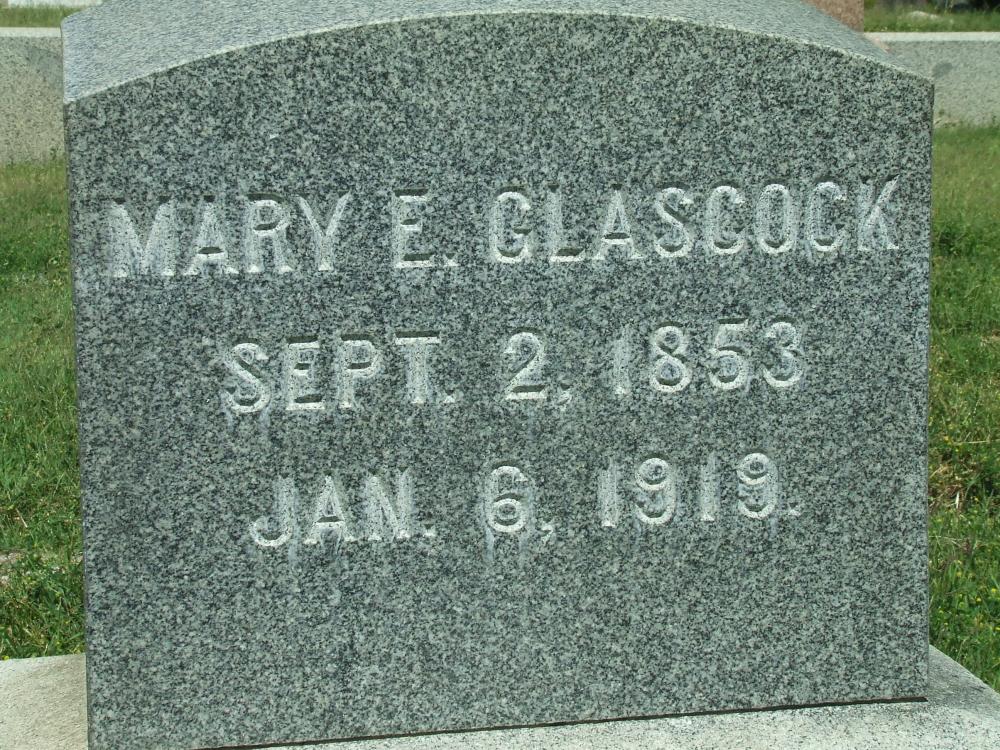 MARY E. GLASCOCK
SEPT. 2, 1853
JAN. 6, 1919.